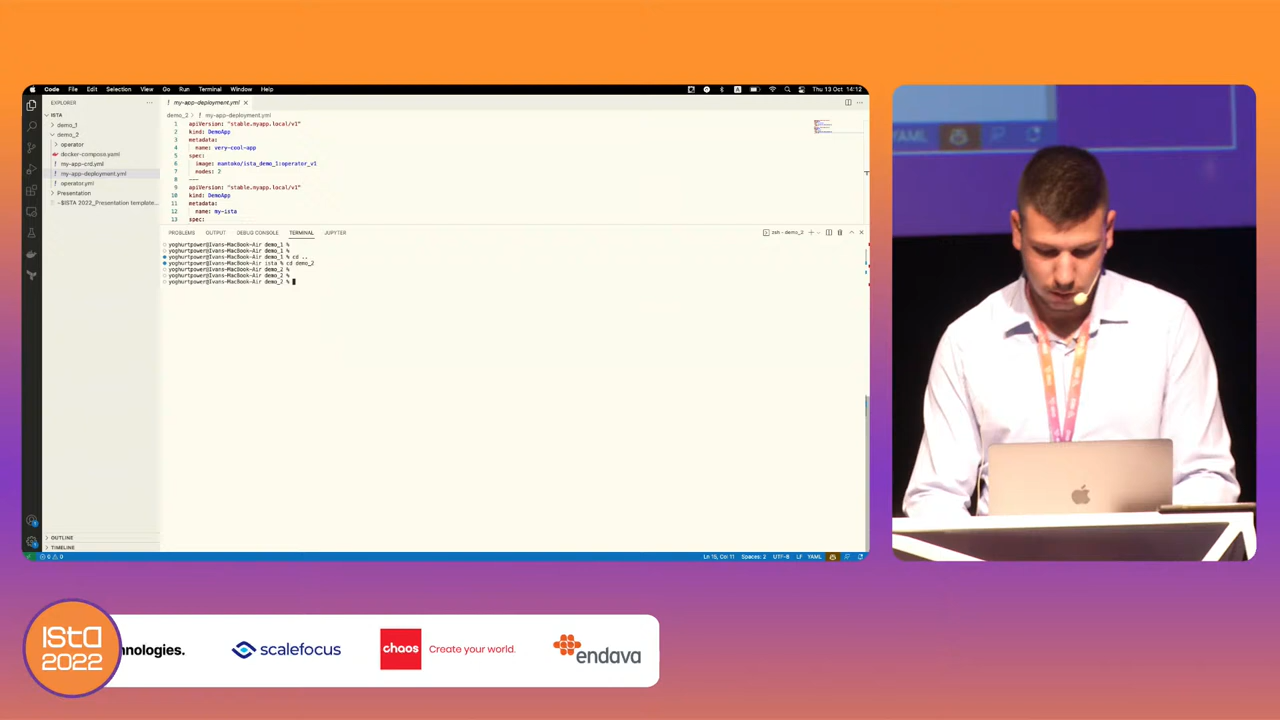 Code File Edit Selection View Go Run Terminal Window Help Thu 13 Oct 14:12
EXPLORER
ISTA
demo_1
demo_2
operator
docker-compose.yaml
my-app-crd.yml
my-app-deployment.yml
operator.yml
Presentation
~$ISTA 2022_Presentation template...
OUTLINE
TIMELINE
my-app-deployment.yml
demo_2 > my-app-deployment.yml
1 apiVersion: "stable.myapp.local/v1"
2 kind: DemoApp
3 metadata:
4 name: very-cool-app
5 spec:
6 image: nuntoko/ista_demo_1:operator_v1
7 nodes: 2
8 ---
9 apiVersion: "stable.myapp.local/v1"
10 kind: DemoApp
11 metadata:
12 name: my-ista
13 spec:
PROBLEMS OUTPUT DEBUG CONSOLE TERMINAL JUPYTER
zsh - demo_2
yoghurtpower@Ivans-MacBook-Air demo_1 %
yoghurtpower@Ivans-MacBook-Air demo_1 %
yoghurtpower@Ivans-MacBook-Air demo_1 % cd ..
yoghurtpower@Ivans-MacBook-Air ista % cd demo_2
yoghurtpower@Ivans-MacBook-Air demo_2 %
yoghurtpower@Ivans-MacBook-Air demo_2 %
yoghurtpower@Ivans-MacBook-Air demo_2 %
0 0 Ln 15, Col 11 Spaces: 2 UTF-8 LF YAML
YAML
ISTA
2022
hnologies.
scalefocus
chaos
Create your world.
endava